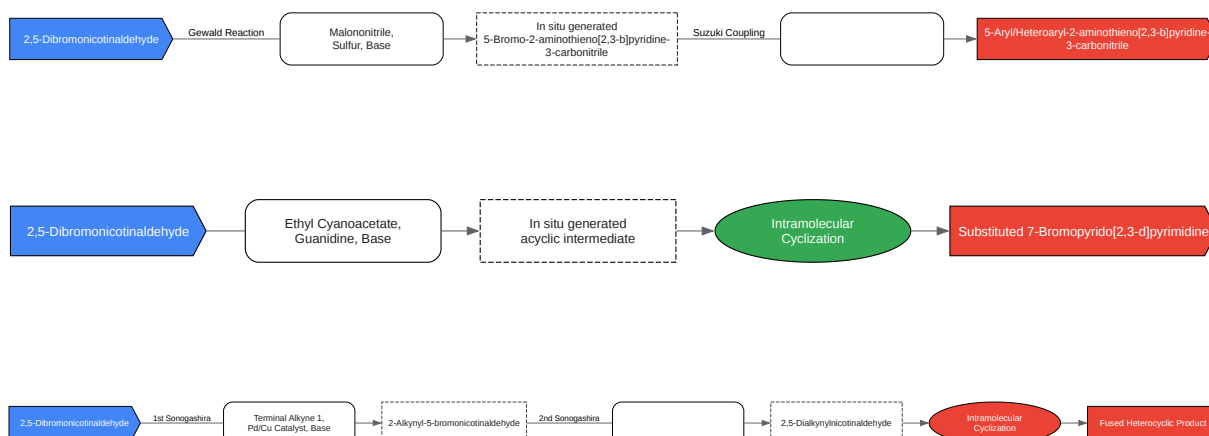 2,5-Dibromonicotinaldehyde
Gewald Reaction
Malononitrile,
Sulfur, Base
In situ generated
5-Bromo-2-aminothieno[2,3-b]pyridine-
3-carbonitrile
Suzuki Coupling
5-Aryl/Heteroaryl-2-aminothieno[2,3-b]pyridine-
3-carbonitrile
2,5-Dibromonicotinaldehyde
Ethyl Cyanoacetate,
Guanidine, Base
In situ generated
acyclic intermediate
Intramolecular
Cyclization
Substituted 7-Bromopyrido[2,3-d]pyrimidine
2,5-Dibromonicotinaldehyde
1st Sonogashira
Terminal Alkyne 1,
Pd/Cu Catalyst, Base
2-Alkynyl-5-bromonicotinaldehyde
2nd Sonogashira
2,5-Dialkynylnicotinaldehyde
Intramolecular
Cyclization
Fused Heterocyclic Product